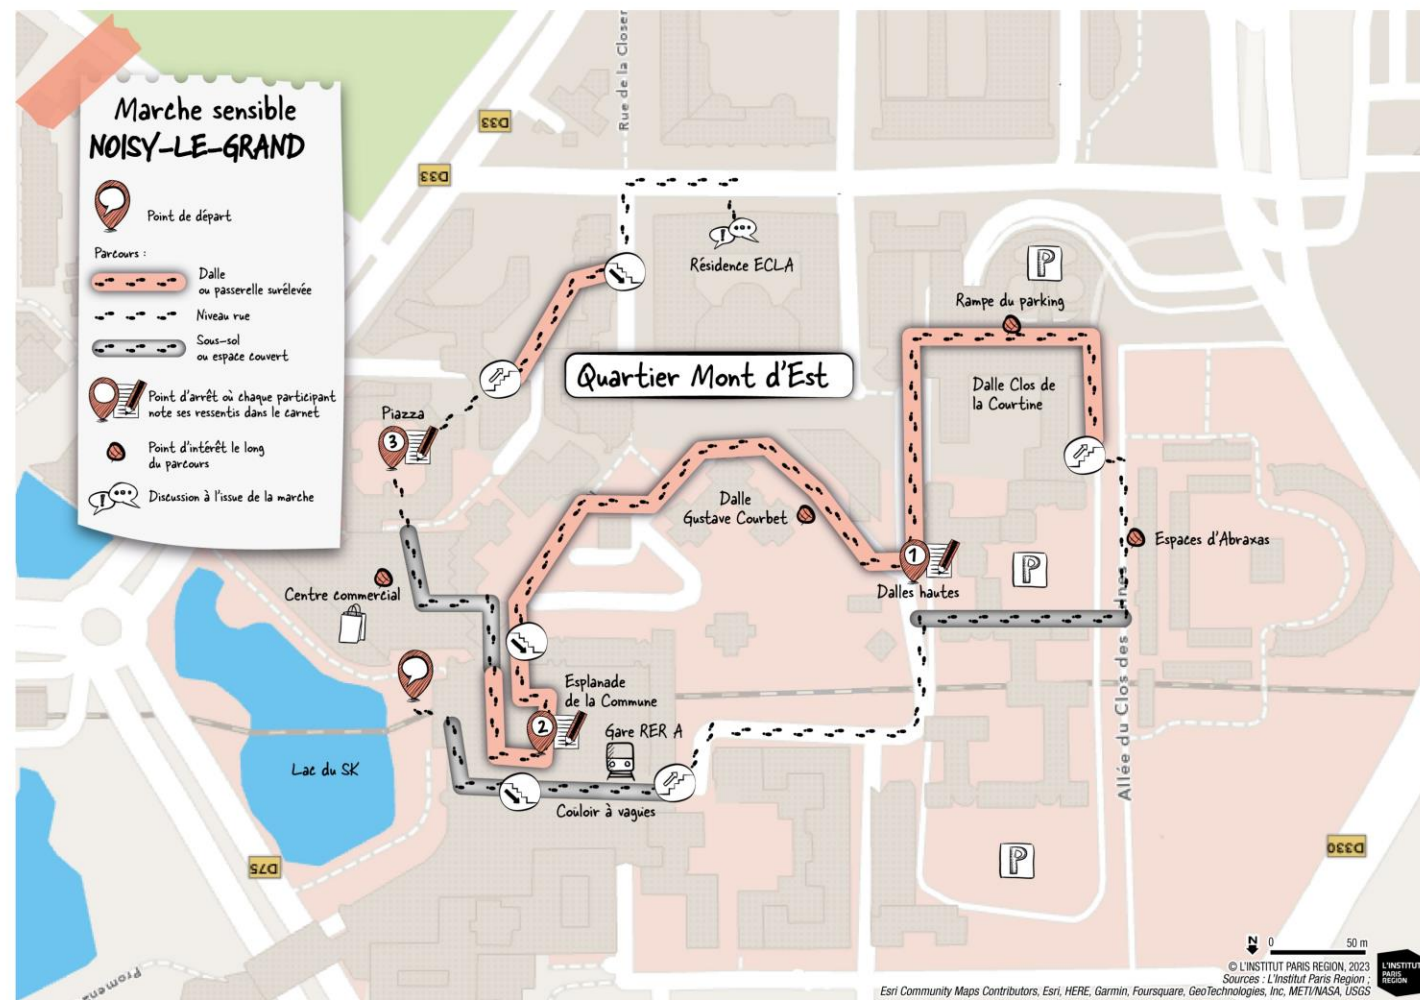 Marche sensible
NOISY-LE-GRAND
Point de départ
Parcours :
Dalle
ou passerelle surélevée
Niveau rue
Sous-sol
ou espace couvert
Point d'arrêt où chaque participant
note ses ressentis dans le carnet
Point d'intérêt le long
du parcours
Discussion à l'issue de la marche
Rue de la Closer
D33
D33
Résidence ECLA
P
Rampe du parking
Quartier Mont d'Est
Dalle Clos de
la Courtine
Piazza
3
Dalle
Gustave Courbet
1
Dalles hautes
P
Espaces d'Abraxas
Centre commercial
Esplanade
de la Commune
2
Gare RER A
Lac du SK
Couloir à vagues
Allée du Clos des
D75
D330
P
Promena
N
0 50 m
© L'INSTITUT PARIS REGION, 2023
Sources : L'Institut Paris Region ;
Esri Community Maps Contributors, Esri, HERE, Garmin, Foursquare, GeoTechnologies, Inc, METI/NASA, USGS
L'INSTITUT
PARIS
REGION